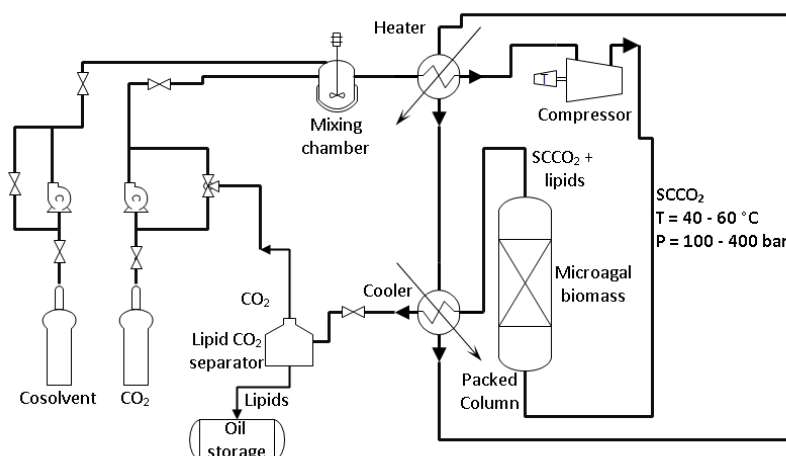 Heater
Mixing
chamber
Compressor
SCCO₂ +
lipids
SCCO₂
T = 40 - 60 °C
P = 100 - 400 bar
Microagal
biomass
Packed
Column
Cooler
CO₂
Lipid CO₂
separator
Lipids
Oil
storage
Cosolvent
CO₂
C
C
T